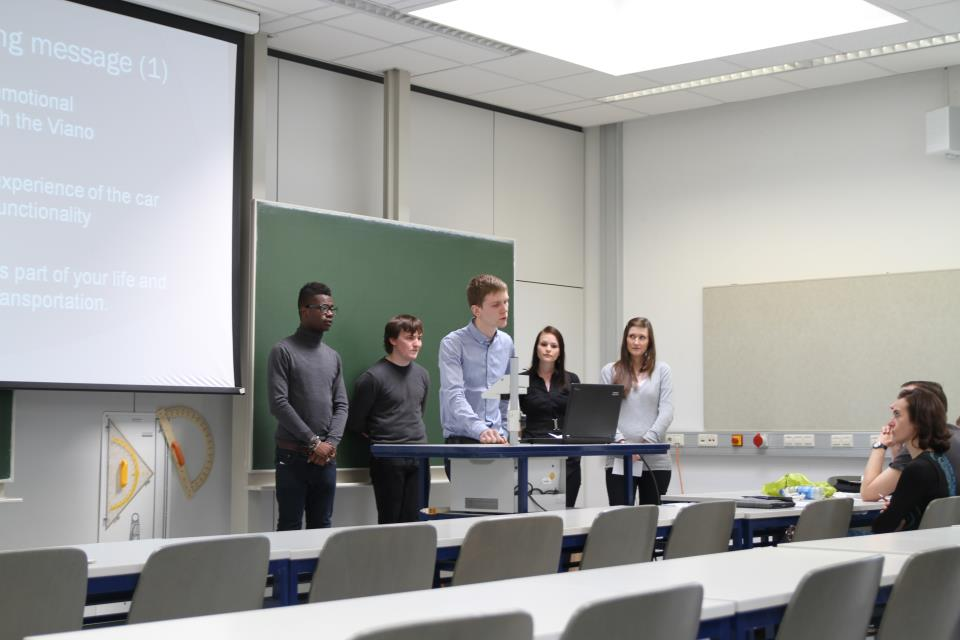 ng message (1)
motional
h the Viano
xperience of the car
unctionality
s part of your life and
ansportation.